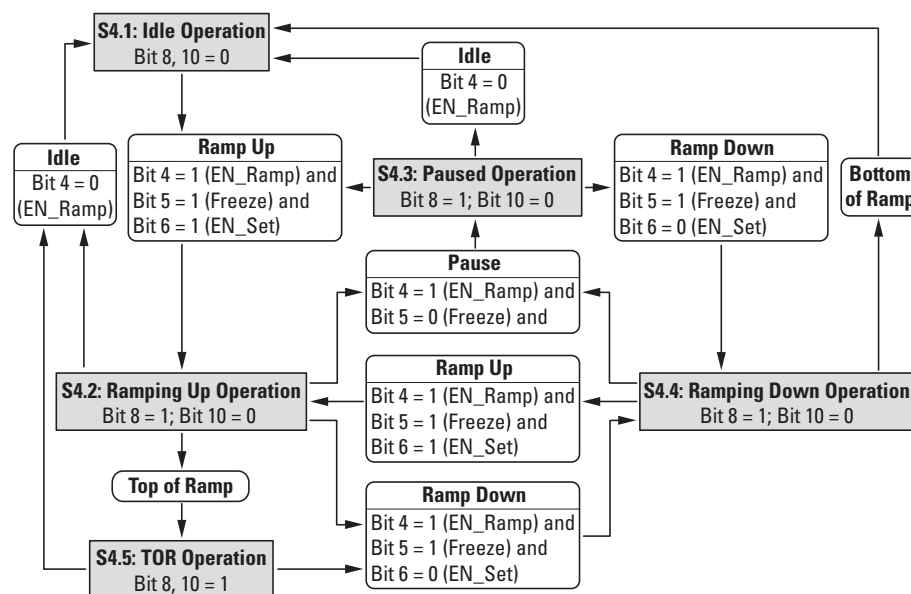 S4.1: Idle Operation
Bit 8, 10 = 0
Idle
Bit 4 = 0
(EN_Ramp)
Idle
Bit 4 = 0
(EN_Ramp)
Ramp Up
Bit 4 = 1 (EN_Ramp) and
Bit 5 = 1 (Freeze) and
Bit 6 = 1 (EN_Set)
S4.3: Paused Operation
Bit 8 = 1; Bit 10 = 0
Ramp Down
Bit 4 = 1 (EN_Ramp) and
Bit 5 = 1 (Freeze) and
Bit 6 = 0 (EN_Set)
Bottom
of Ramp
Pause
Bit 4 = 1 (EN_Ramp) and
Bit 5 = 0 (Freeze) and
S4.2: Ramping Up Operation
Bit 8 = 1; Bit 10 = 0
Ramp Up
Bit 4 = 1 (EN_Ramp) and
Bit 5 = 1 (Freeze) and
Bit 6 = 1 (EN_Set)
S4.4: Ramping Down Operation
Bit 8 = 1; Bit 10 = 0
Top of Ramp
Ramp Down
Bit 4 = 1 (EN_Ramp) and
Bit 5 = 1 (Freeze) and
Bit 6 = 0 (EN_Set)
S4.5: TOR Operation
Bit 8, 10 = 1